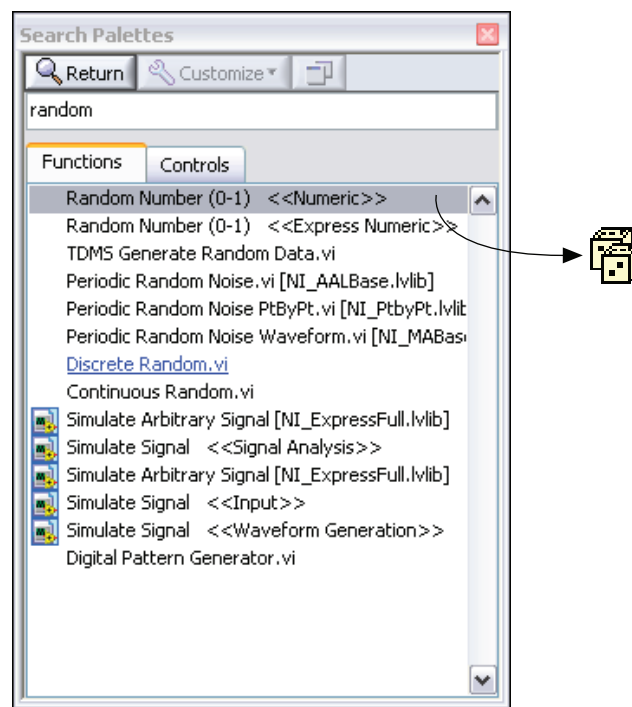 Search Palettes
Return Customize
random
Functions Controls
Random Number (0-1) <<Numeric>>
Random Number (0-1) <<Express Numeric>>
TDMS Generate Random Data.vi
Periodic Random Noise.vi [NI_AALBase.lvlib]
Periodic Random Noise PtByPt.vi [NI_PtbyPt.lvlib
Periodic Random Noise Waveform.vi [NI_MABas
Discrete Random.vi
Continuous Random.vi
Simulate Arbitrary Signal [NI_ExpressFull.lvlib]
Simulate Signal <<Signal Analysis>>
Simulate Arbitrary Signal [NI_ExpressFull.lvlib]
Simulate Signal <<Input>>
Simulate Signal <<Waveform Generation>>
Digital Pattern Generator.vi